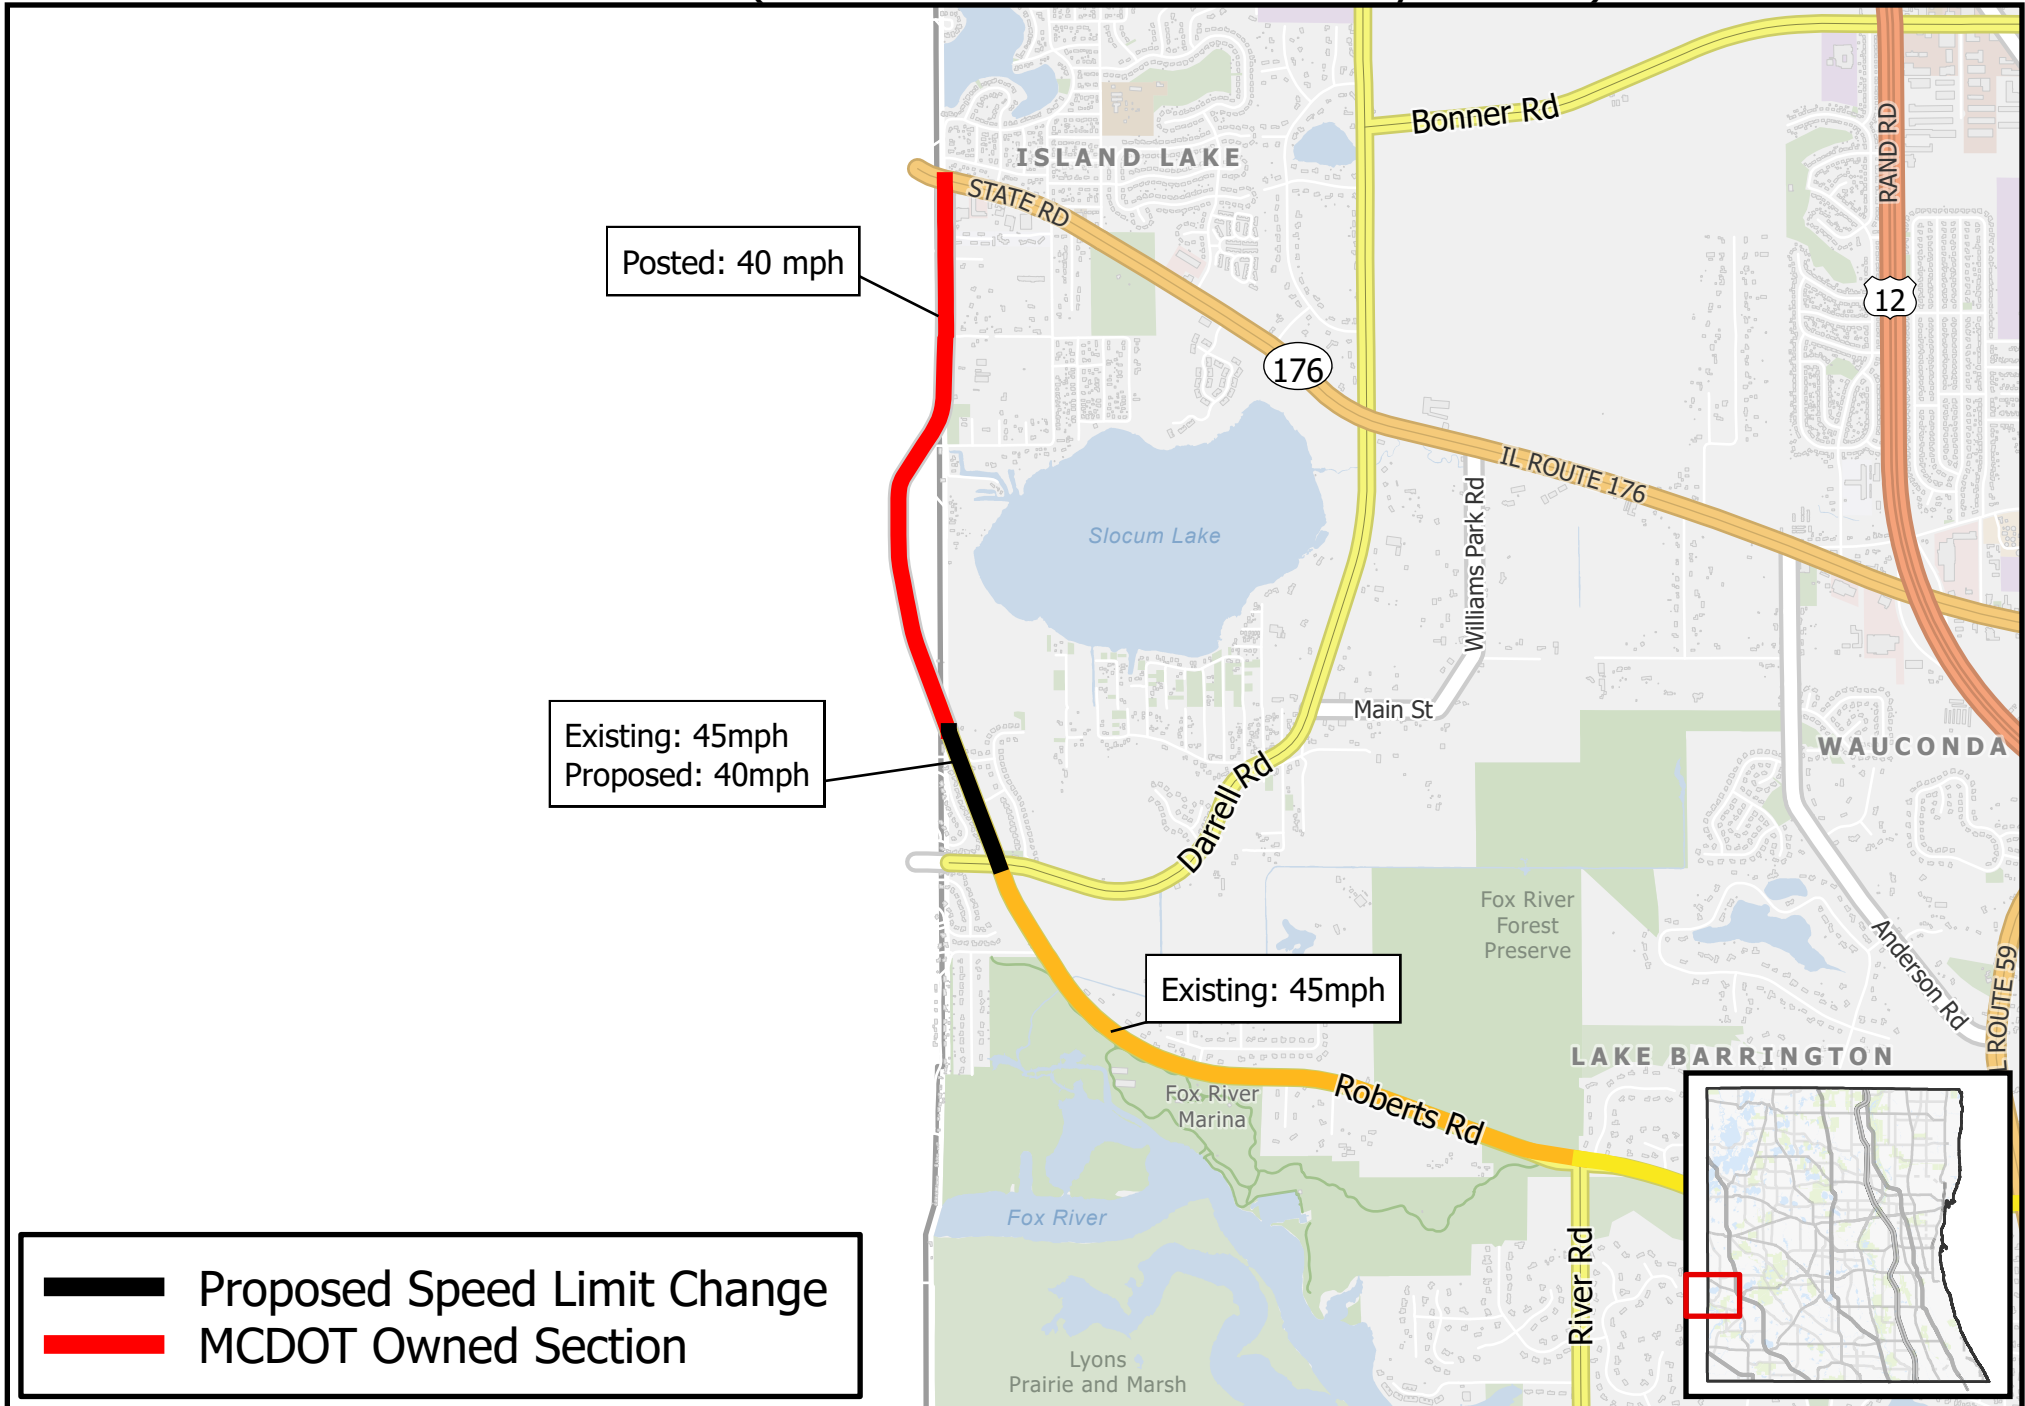 Bonner Rd
RAND RD
ISLAND LAKE
STATE RD
Posted: 40 mph
12
176
IL ROUTE 176
Williams Park Rd
Slocum Lake
Main St
Existing: 45mph
Proposed: 40mph
WAUCONDA
Darrell Rd
Fox River
Forest
Preserve
Anderson Rd
ROUTE 59
Existing: 45mph
LAKE BARRINGTON
Fox River
Marina
Roberts Rd
Fox River
River Rd
Lyons
Prairie and Marsh
Proposed Speed Limit Change
MCDOT Owned Section